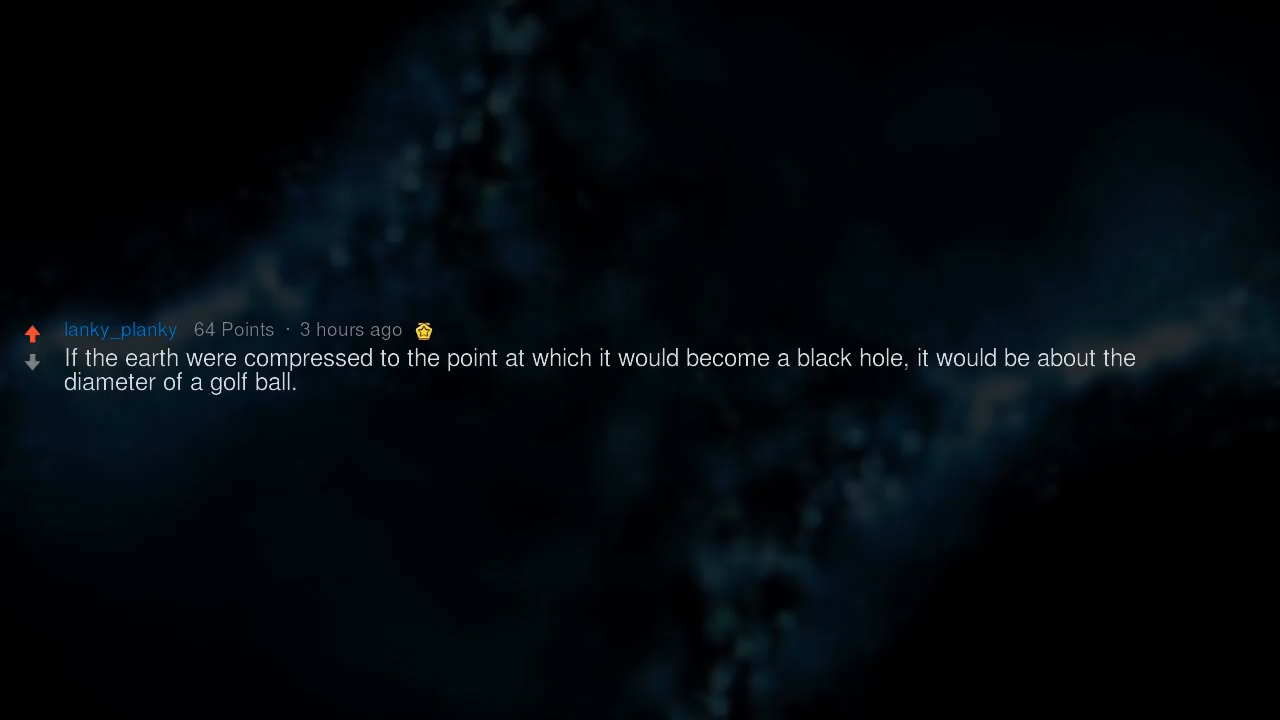 lanky_planky 64 Points · 3 hours ago
If the earth were compressed to the point at which it would become a black hole, it would be about the
diameter of a golf ball.